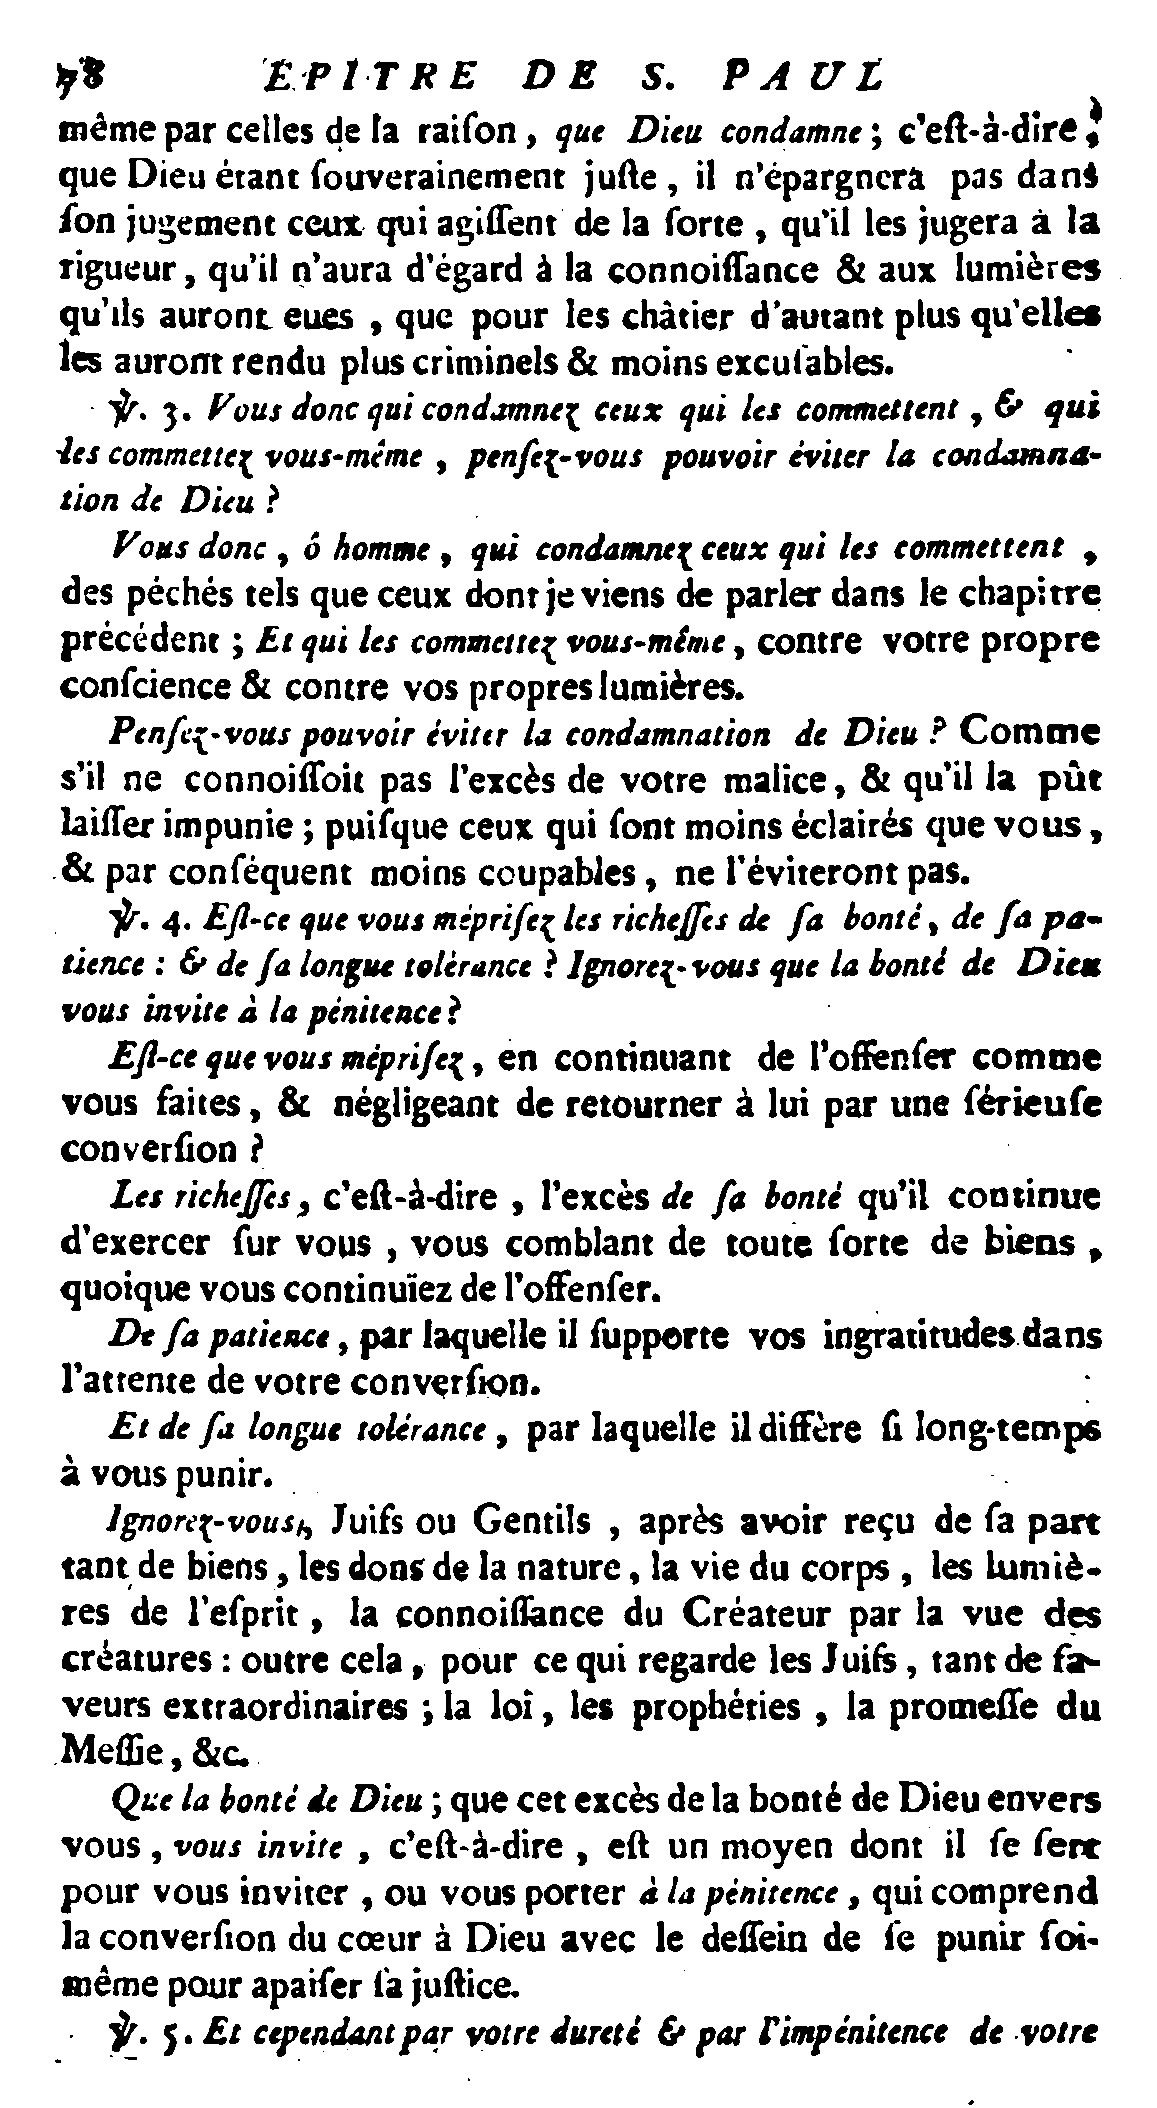 78 EPITRE DE S. PAUL
même par celles de la raiſon, que Dieu condamne; c'eſt-à-dire,
que Dieu étant ſouverainement juſte, il n'épargnera pas dans
ſon jugement ceux qui agiſſent de la ſorte, qu'il les jugera à la
rigueur, qu'il n'aura d'égard à la connoiſſance & aux lumières
qu'ils auront eues, que pour les châtier d'autant plus qu'elles
les auront rendu plus criminels & moins excuſables.
℣. 3. Vous donc qui condamnez ceux qui les commettent, & qui
les commettez vous-même, penſez-vous pouvoir éviter la condamna-
tion de Dieu?
Vous donc, ô homme, qui condamnez ceux qui les commettent,
des péchés tels que ceux dont je viens de parler dans le chapitre
précédent; Et qui les commettez vous-même, contre votre propre
conſcience & contre vos propres lumières.
Penſez-vous pouvoir éviter la condamnation de Dieu? Comme
s'il ne connoiſſoit pas l'excès de votre malice, & qu'il la pût
laiſſer impunie; puiſque ceux qui ſont moins éclairés que vous,
& par conſéquent moins coupables, ne l'éviteront pas.
℣. 4. Eſt-ce que vous mépriſez les richeſſes de ſa bonté, de ſa pa-
tience: & de ſa longue tolérance? Ignorez-vous que la bonté de Dieu
vous invite à la pénitence?
Eſt-ce que vous mépriſez, en continuant de l'offenſer comme
vous faites, & négligeant de retourner à lui par une ſérieuſe
converſion?
Les richeſſes, c'eſt-à-dire, l'excès de ſa bonté qu'il continue
d'exercer ſur vous, vous comblant de toute ſorte de biens,
quoique vous continuïez de l'offenſer.
De ſa patience, par laquelle il ſupporte vos ingratitudes dans
l'attente de votre converſion.
Et de ſa longue tolérance, par laquelle il diffère ſi long-temps
à vous punir.
Ignorez-vous, Juifs ou Gentils, après avoir reçu de ſa part
tant de biens, les dons de la nature, la vie du corps, les lumiè-
res de l'eſprit, la connoiſſance du Créateur par la vue des
créatures: outre cela, pour ce qui regarde les Juifs, tant de fa-
veurs extraordinaires; la loi, les prophéties, la promeſſe du
Meſſie, &c.
Que la bonté de Dieu; que cet excès de la bonté de Dieu envers
vous, vous invite, c'eſt-à-dire, eſt un moyen dont il ſe ſert
pour vous inviter, ou vous porter à la pénitence, qui comprend
la converſion du cœur à Dieu avec le deſſein de ſe punir ſoi-
même pour apaiſer ſa juſtice.
℣. 5. Et cependant par votre dureté & par l'impénitence de votre